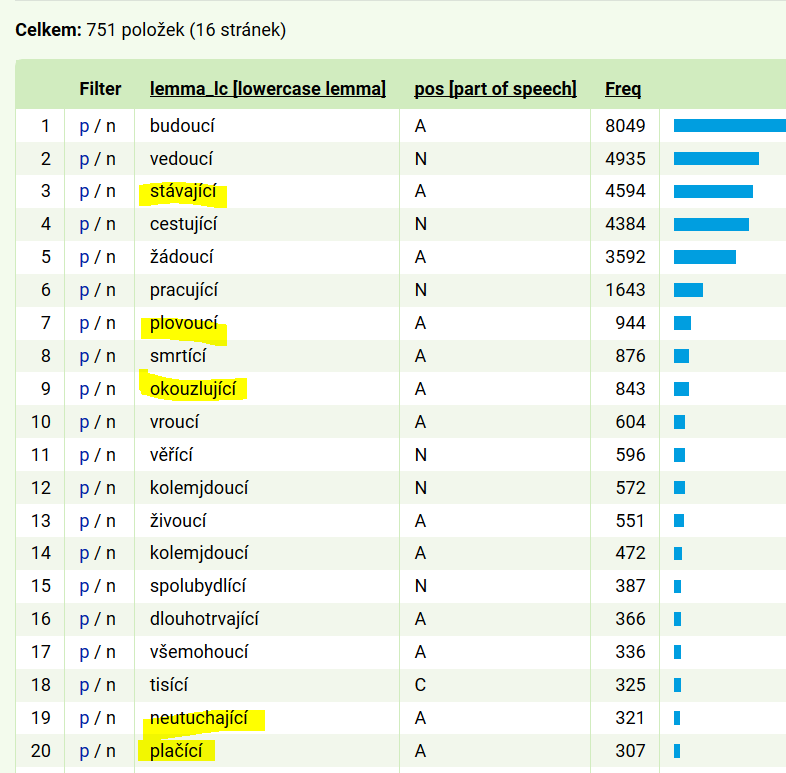 Celkem: 751 položek (16 stránek)
Filter lemma_lc [lowercase lemma] pos [part of speech] Freq
1 p / n budoucí A 8049
2 p / n vedoucí N 4935
3 p / n stávající A 4594
4 p / n cestující N 4384
5 p / n žádoucí A 3592
6 p / n pracující N 1643
7 p / n plovoucí A 944
8 p / n smrtící A 876
9 p / n okouzlující A 843
10 p / n vroucí A 604
11 p / n věřící N 596
12 p / n kolemjdoucí N 572
13 p / n živoucí A 551
14 p / n kolemjdoucí A 472
15 p / n spolubydlící N 387
16 p / n dlouhotrvající A 366
17 p / n všemohoucí A 336
18 p / n tisící C 325
19 p / n neutuchající A 321
20 p / n plačící A 307